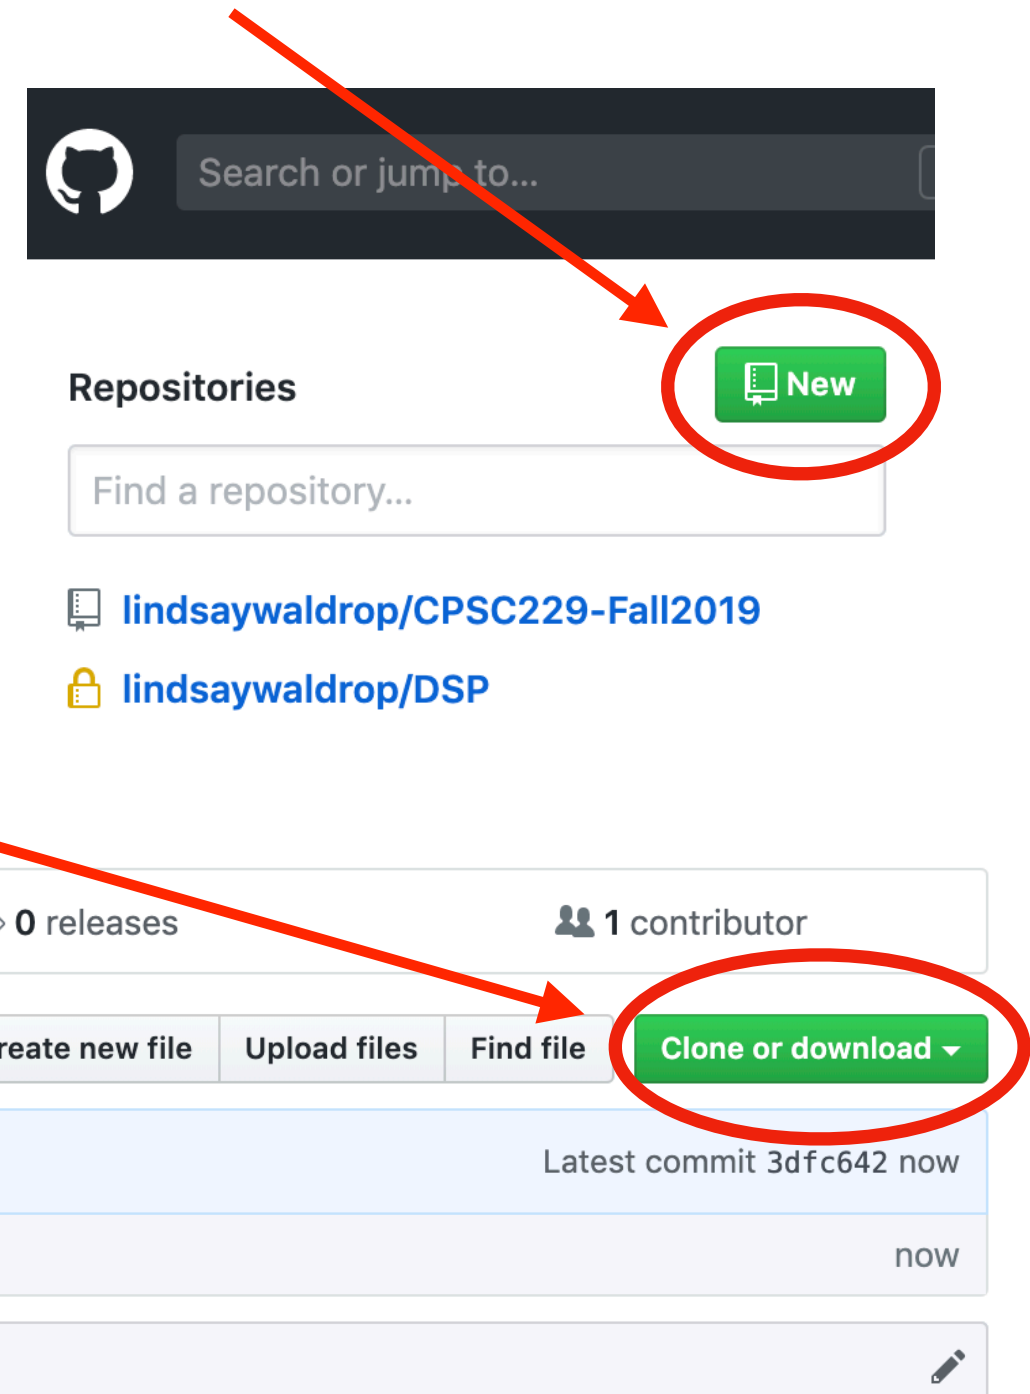 Search or jump to...
Repositories
New
Find a repository...
lindsaywaldrop/CPSC229-Fall2019
lindsaywaldrop/DSP
0 releases 1 contributor
reate new file Upload files Find file Clone or download
Latest commit 3dfc642 now
now